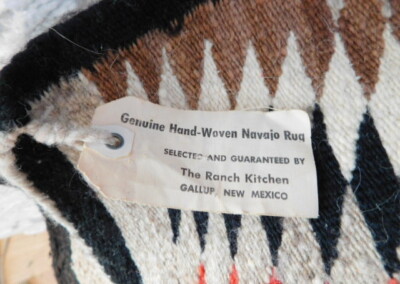 Genuine Hand-Woven Navajo Rug
SELECTED AND GUARANTEED BY
The Ranch Kitchen
GALLUP, NEW MEXICO